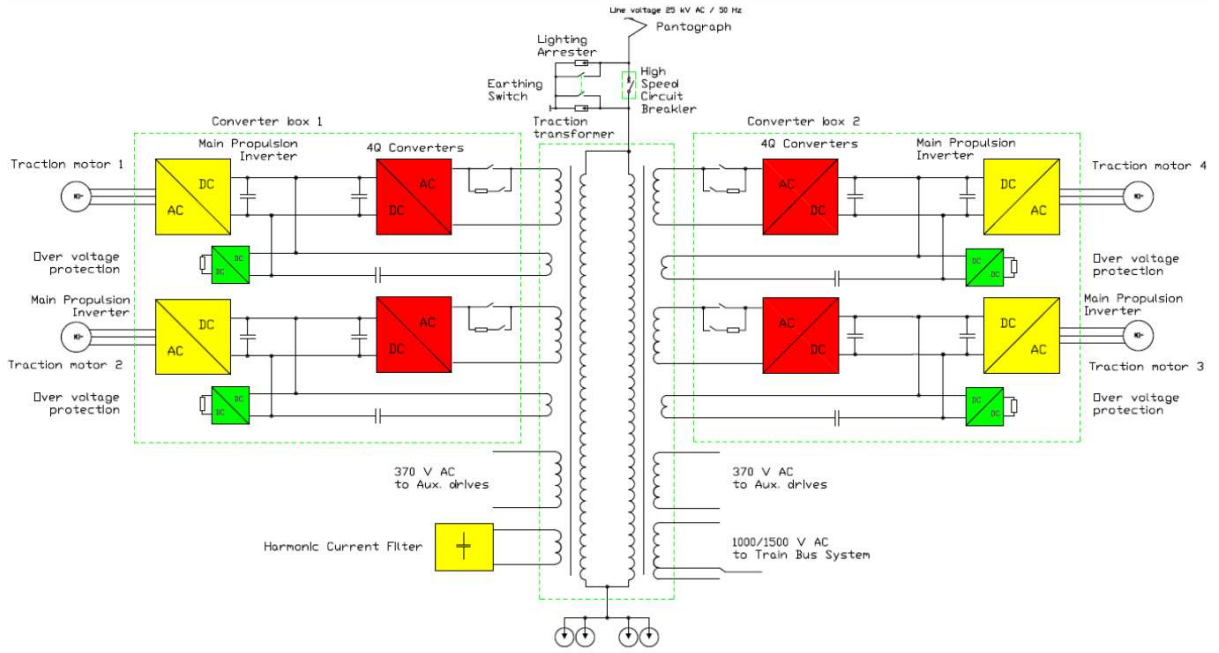 Line voltage 25 kV AC / 50 Hz
Pantograph
Lighting
Arrester
Earthing
Switch
High
Speed
Circuit
Breakler
Traction
transformer
Converter box 1
Converter box 2
Main Propulsion
Inverter
4Q Converters
4Q Converters
Main Propulsion
Inverter
Traction motor 1
DC
AC
AC
DC
AC
DC
DC
AC
Traction motor 4
Over voltage
protection
DC
DC
DC
DC
Over voltage
protection
Main Propulsion
Inverter
DC
AC
AC
DC
AC
DC
DC
AC
Main Propulsion
Inverter
Traction motor 2
Traction motor 3
Over voltage
protection
DC
DC
DC
DC
Over voltage
protection
370 V AC
to Aux. drives
370 V AC
to Aux. drives
Harmonic Current Filter
1000/1500 V AC
to Train Bus System